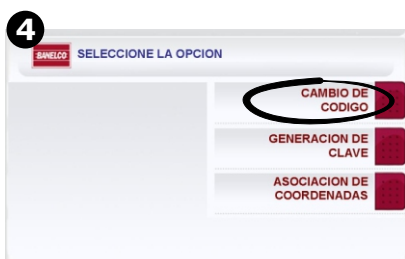 4
BANELCO SELECCIONE LA OPCION
CAMBIO DE
CODIGO
GENERACION DE
CLAVE
ASOCIACION DE
COORDENADAS